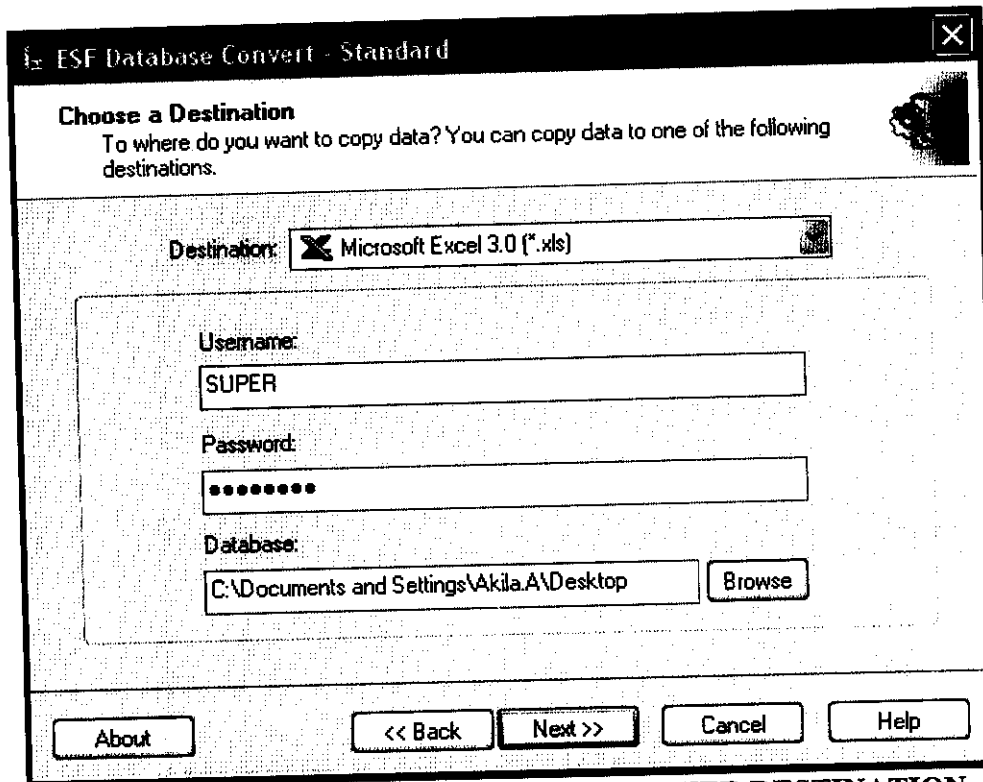 ESF Database Convert - Standard
Choose a Destination
To where do you want to copy data? You can copy data to one of the following
destinations.
Destination: Microsoft Excel 3.0 (*.xls)
Username:
SUPER
Password:
••••••••
Database:
C:\Documents and Settings\Akila.A\Desktop Browse
About << Back Next >> Cancel Help
DESTINATION